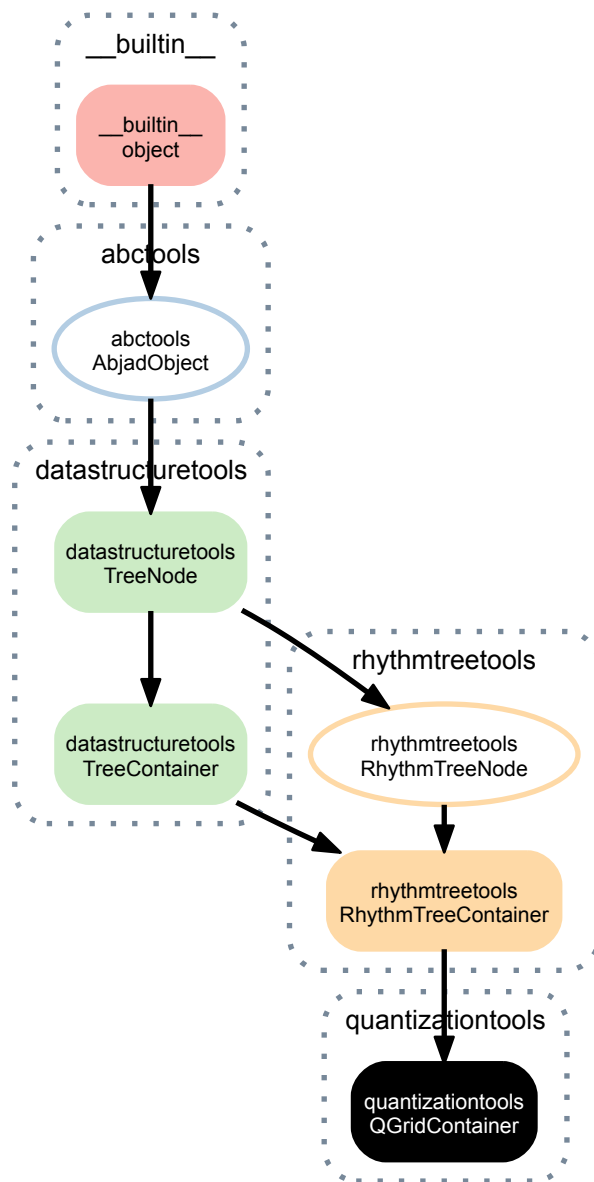 __builtin__
__builtin__
object
abctools
abctools
AbjadObject
datastructuretools
datastructuretools
TreeNode
rhythmtreetools
datastructuretools
TreeContainer
rhythmtreetools
RhythmTreeNode
rhythmtreetools
RhythmTreeContainer
quantizationtools
quantizationtools
QGridContainer